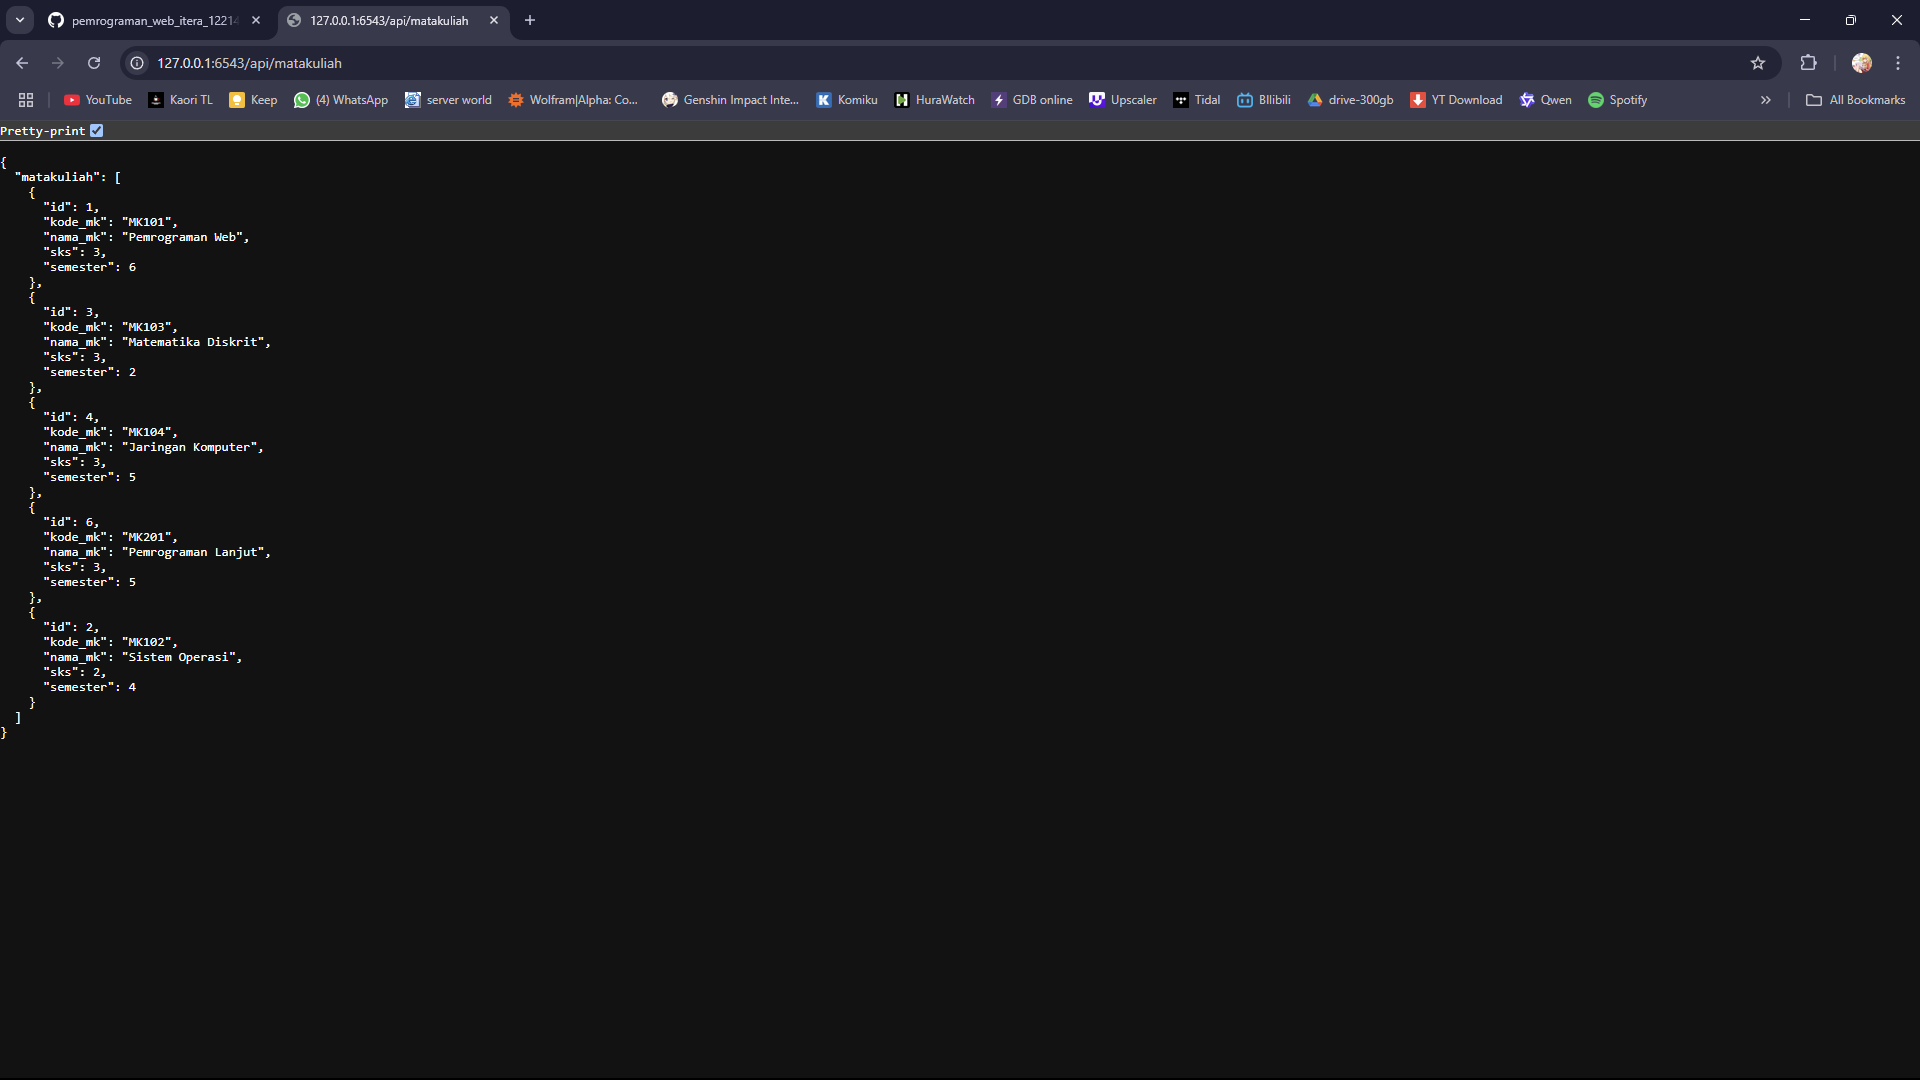 pemrograman_web_itera_12214
127.0.0.1:6543/api/matakuliah
127.0.0.1:6543/api/matakuliah
YouTube
Kaori TL
Keep
(4) WhatsApp
server world
Wolfram|Alpha: Co...
Genshin Impact Inte...
Komiku
HuraWatch
GDB online
Upscaler
Tidal
BIlibili
drive-300gb
YT Download
Qwen
Spotify
All Bookmarks
Pretty-print
{
  "matakuliah": [
    {
      "id": 1,
      "kode_mk": "MK101",
      "nama_mk": "Pemrograman Web",
      "sks": 3,
      "semester": 6
    },
    {
      "id": 3,
      "kode_mk": "MK103",
      "nama_mk": "Matematika Diskrit",
      "sks": 3,
      "semester": 2
    },
    {
      "id": 4,
      "kode_mk": "MK104",
      "nama_mk": "Jaringan Komputer",
      "sks": 3,
      "semester": 5
    },
    {
      "id": 6,
      "kode_mk": "MK201",
      "nama_mk": "Pemrograman Lanjut",
      "sks": 3,
      "semester": 5
    },
    {
      "id": 2,
      "kode_mk": "MK102",
      "nama_mk": "Sistem Operasi",
      "sks": 2,
      "semester": 4
    }
  ]
}